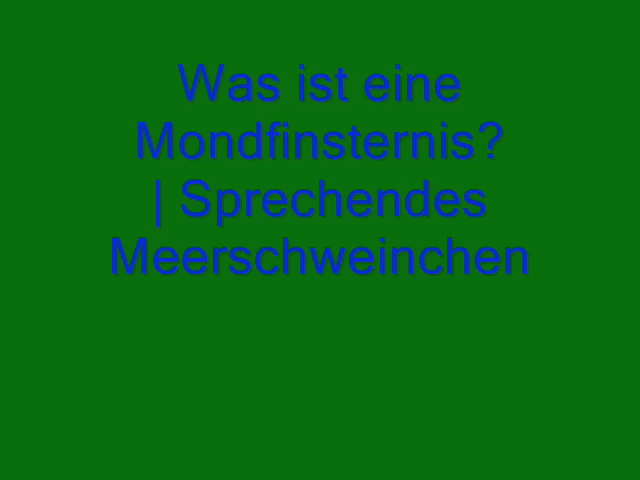 Was ist eine
Mondfinsternis?
| Sprechendes
Meerschweinchen